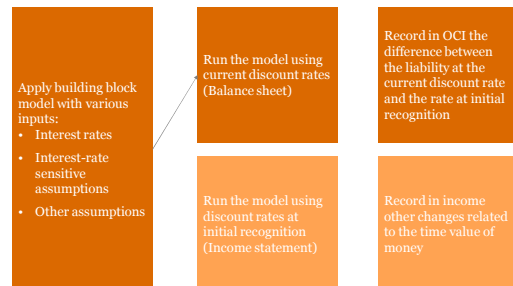 Apply building block
model with various
inputs:
• Interest rates
• Interest-rate
sensitive
assumptions
• Other assumptions
Run the model using
current discount rates
(Balance sheet)
Record in OCI the
difference between
the liability at the
current discount rate
and the rate at initial
recognition
Run the model using
discount rates at
initial recognition
(Income statement)
Record in income
other changes related
to the time value of
money